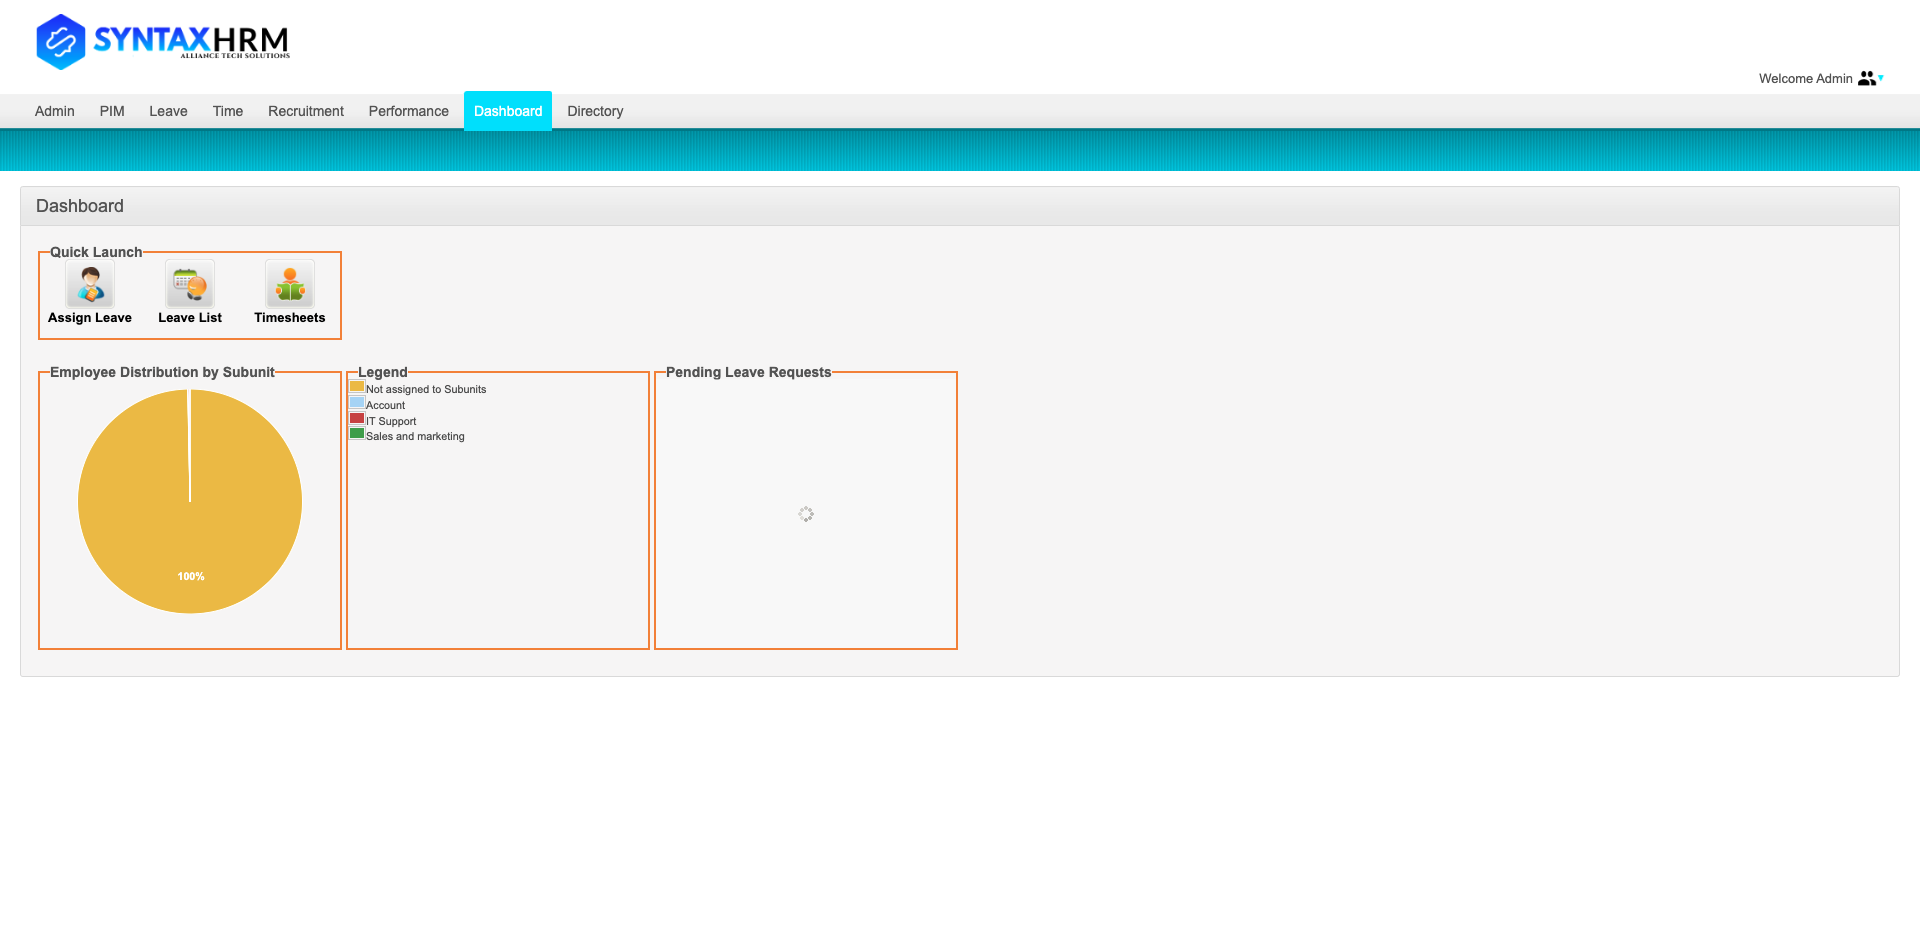 SYNTAXHRM
ALLIANCE TECH SOLUTIONS
Welcome Admin
Admin PIM Leave Time Recruitment Performance Dashboard Directory
Dashboard
Quick Launch
Assign Leave Leave List Timesheets
Employee Distribution by Subunit
100%
Legend
Not assigned to Subunits
Account
IT Support
Sales and marketing
Pending Leave Requests